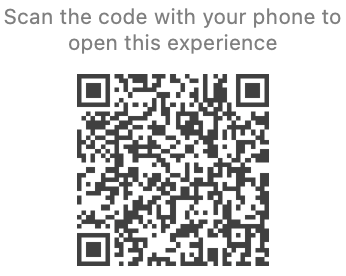 Scan the code with your phone to
open this experience